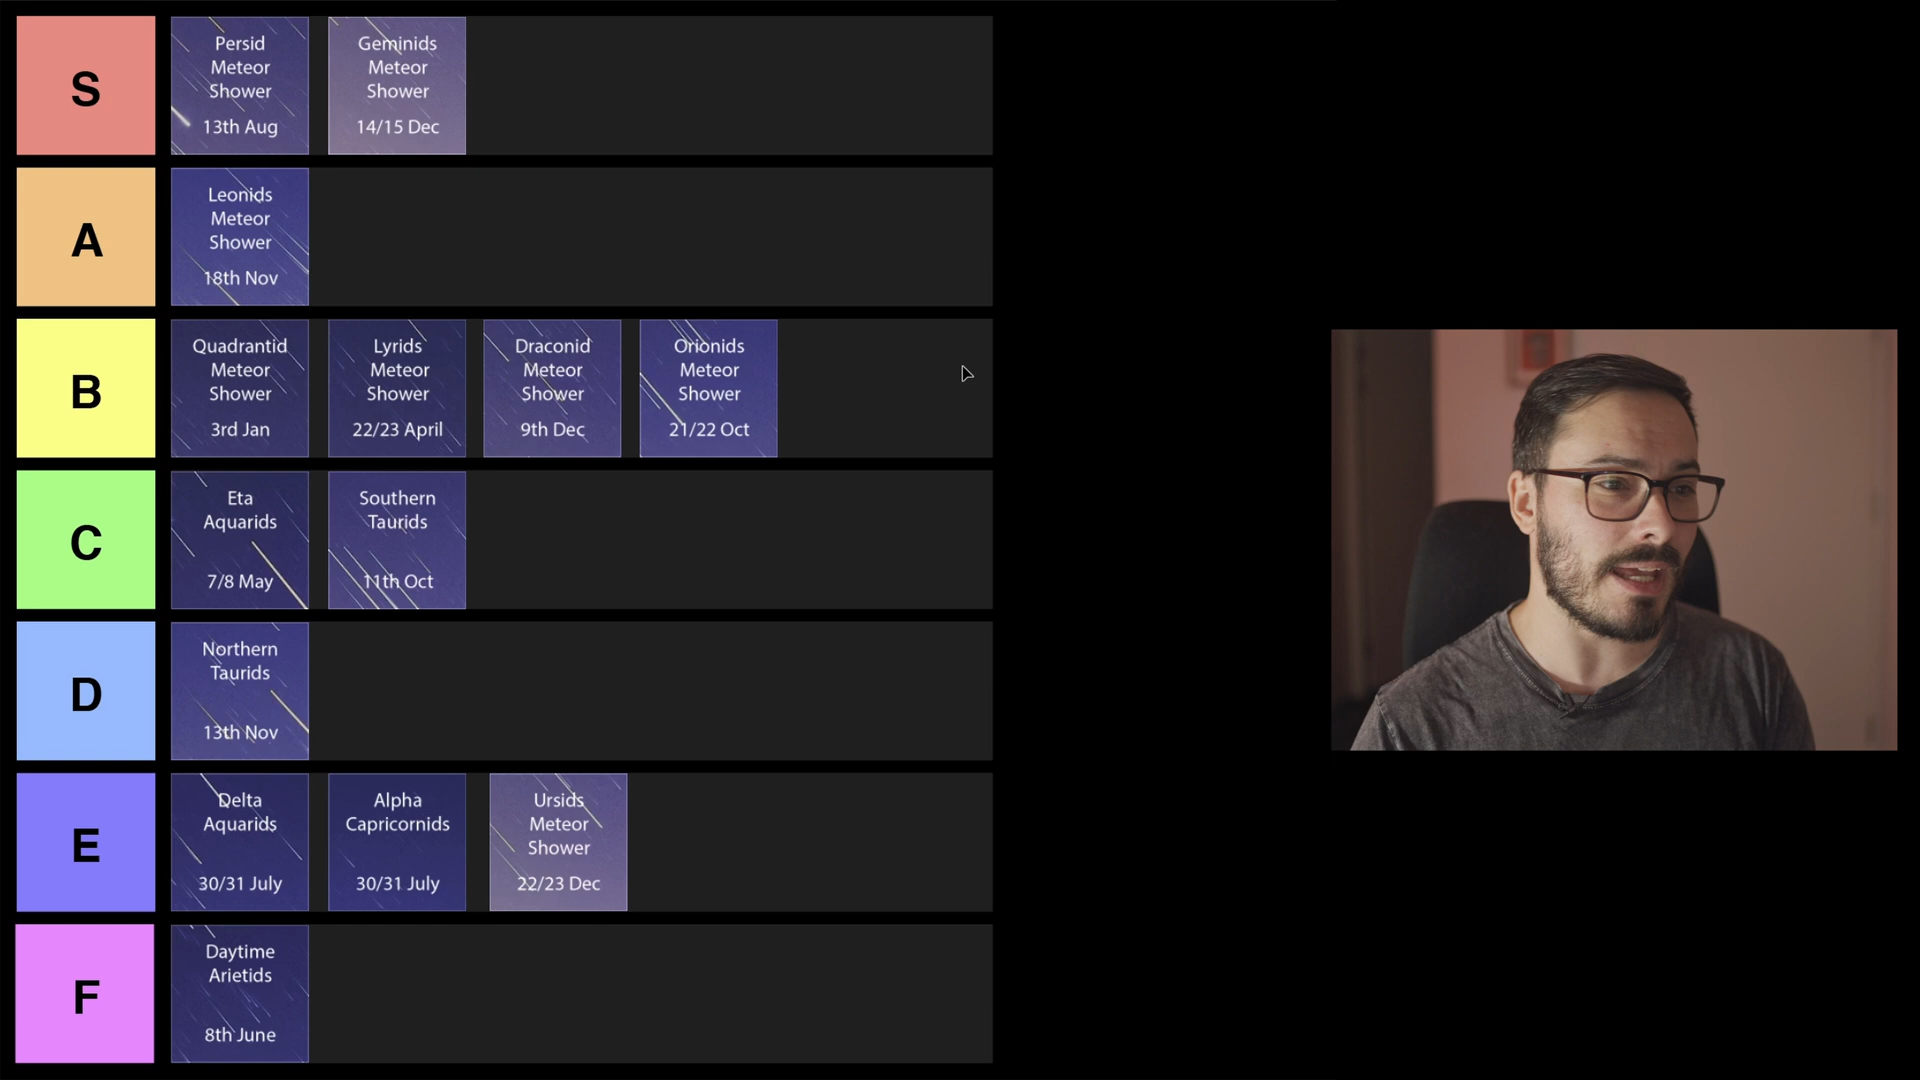 S
Persid
Meteor
Shower
13th Aug
Geminids
Meteor
Shower
14/15 Dec
A
Leonids
Meteor
Shower
18th Nov
B
Quadrantid
Meteor
Shower
3rd Jan
Lyrids
Meteor
Shower
22/23 April
Draconid
Meteor
Shower
9th Dec
Orionids
Meteor
Shower
21/22 Oct
C
Eta
Aquarids
7/8 May
Southern
Taurids
11th Oct
D
Northern
Taurids
13th Nov
E
Delta
Aquarids
30/31 July
Alpha
Capricornids
30/31 July
Ursids
Meteor
Shower
22/23 Dec
F
Daytime
Arietids
8th June